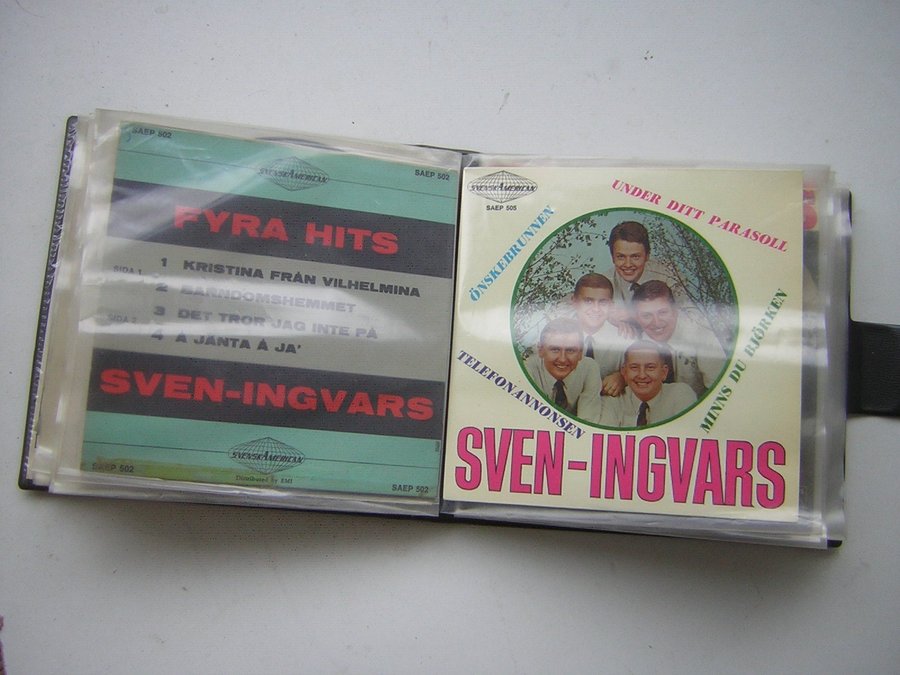 SAEP 502
SVENSKAMERICAN
SAEP 502
FYRA HITS
SIDA 1
1 KRISTINA FRÅN VILHELMINA
2 BARNDOMSHEMMET
SIDA 2
3 DET TROR JAG INTE PÅ
4 Å JÄNTA Å JA'
SVEN-INGVARS
SVENSKAMERICAN
Distributed by EMI
SAEP 502
SAEP 502
SVENSKAMERICAN
SAEP 505
ÖNSKEBRUNNEN
UNDER DITT PARASOLL
TELEFONANNONSEN
MINNS DU BJÖRKEN
SVEN-INGVARS